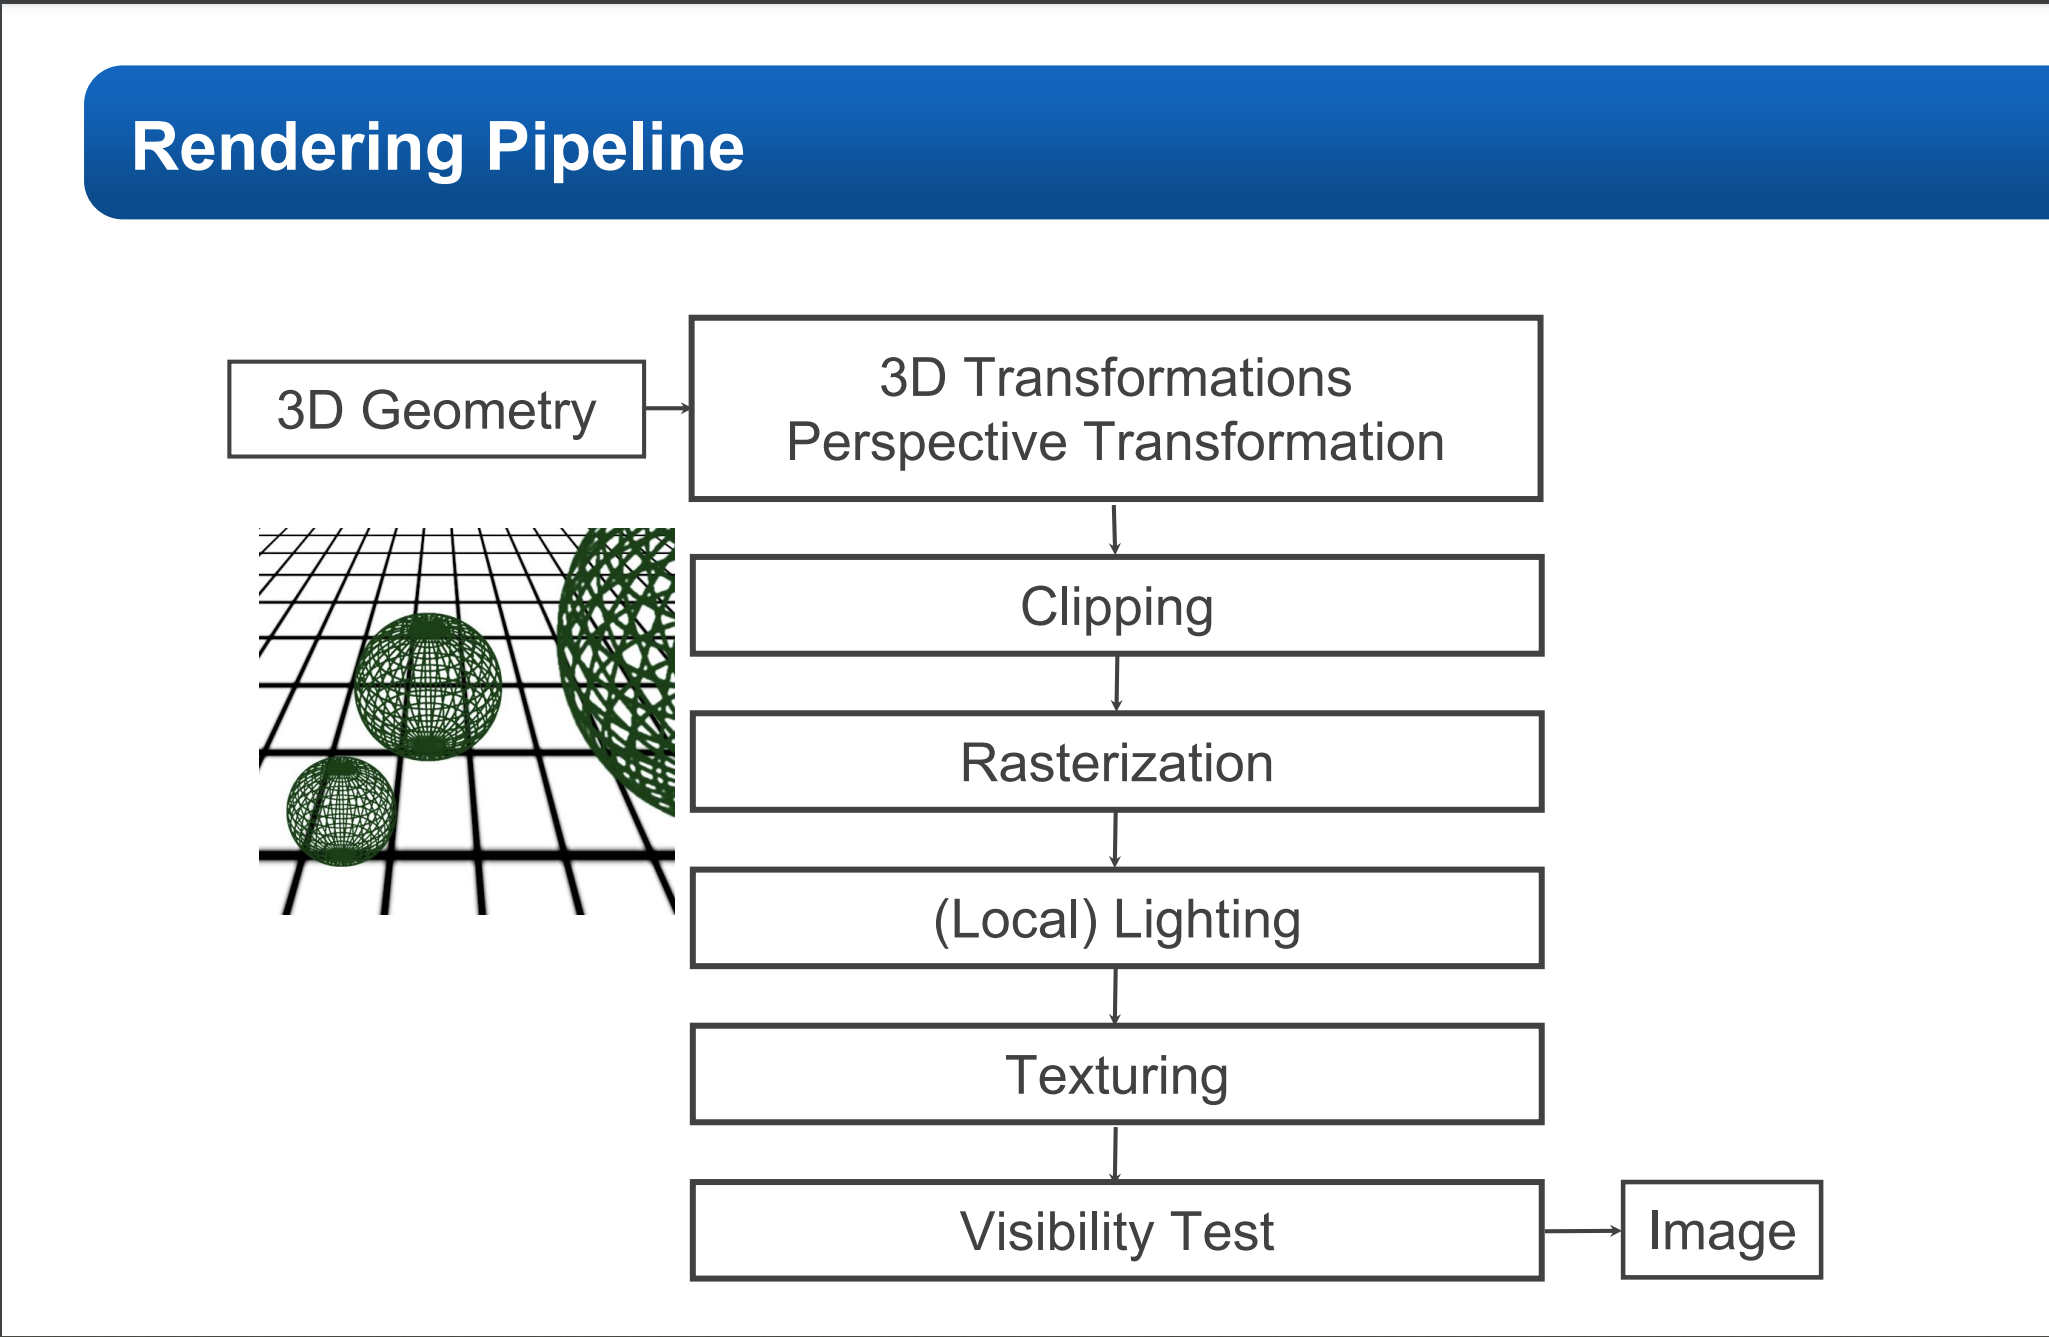 Rendering Pipeline
3D Geometry
3D Transformations
Perspective Transformation
Clipping
Rasterization
(Local) Lighting
Texturing
Visibility Test
Image